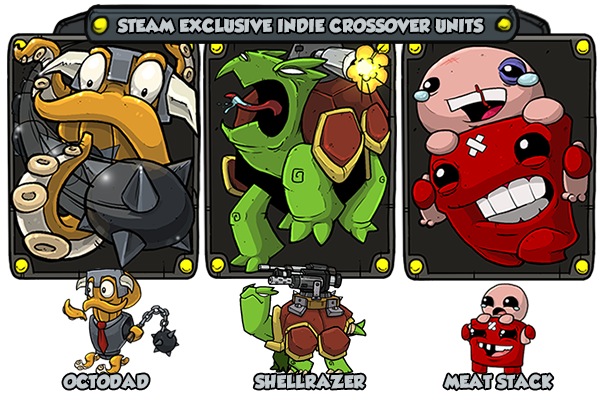 STEAM EXCLUSIVE INDIE CROSSOVER UNITS
OCTODAD
SHELLRAZER
MEAT STACK